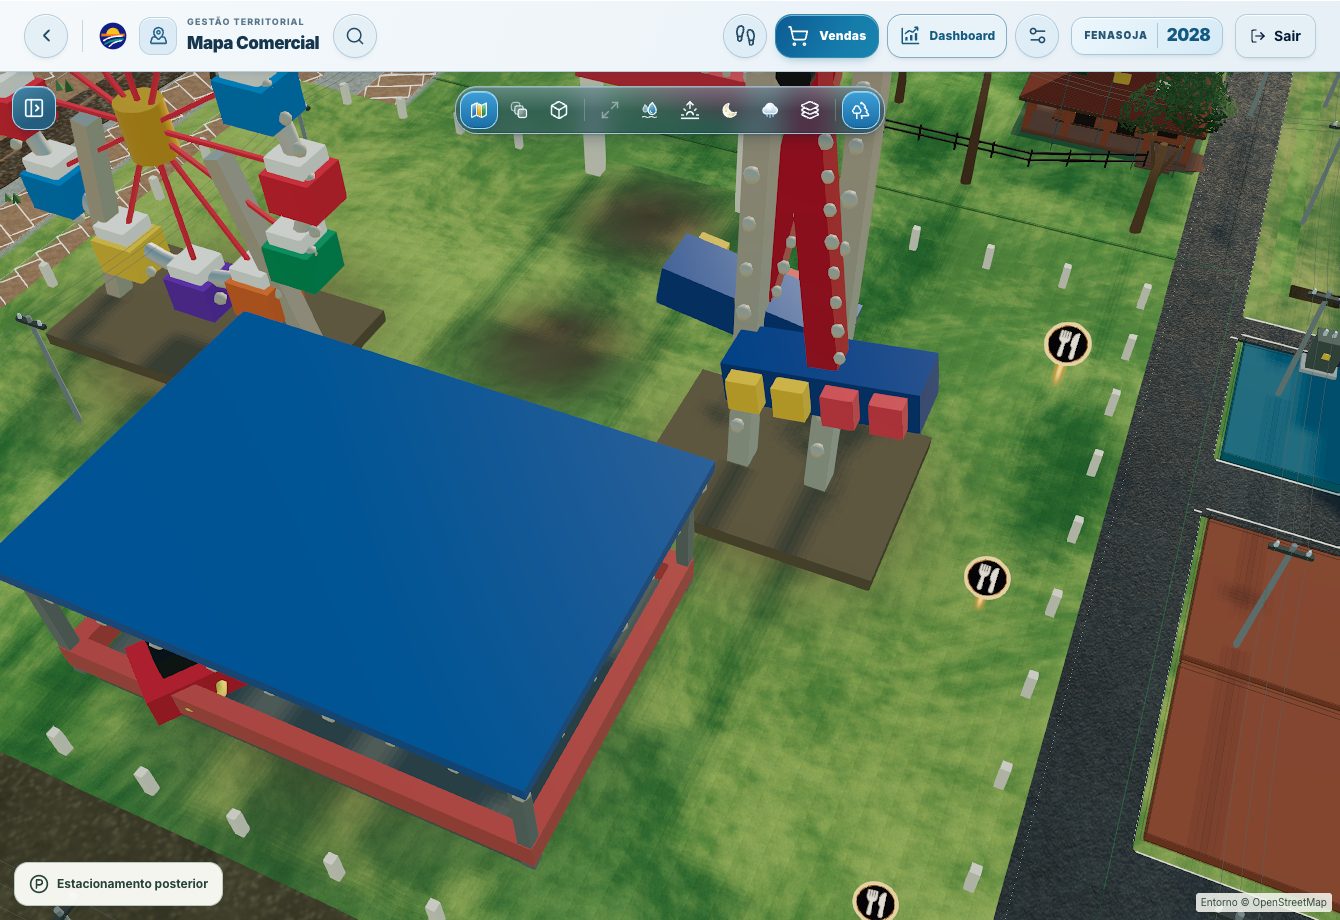 GESTÃO TERRITORIAL
Mapa Comercial
Vendas
Dashboard
FENASOJA 2028
Sair
Estacionamento posterior
Entorno © OpenStreetMap